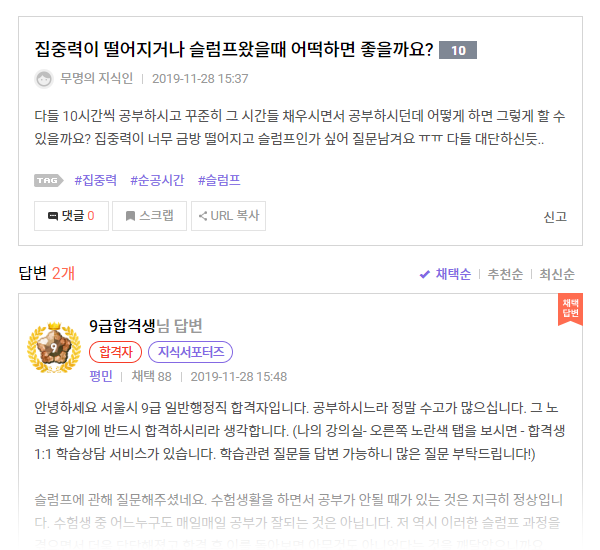 집중력이 떨어지거나 슬럼프왔을때 어떡하면 좋을까요? 10
무명의 지식인 | 2019-11-28 15:37
다들 10시간씩 공부하시고 꾸준히 그 시간들 채우시면서 공부하시던데 어떻게 하면 그렇게 할 수
있을까요? 집중력이 너무 금방 떨어지고 슬럼프인가 싶어 질문남겨요 ㅠㅠ 다들 대단하신듯..
TAG #집중력 #순공시간 #슬럼프
댓글 0 스크랩 URL 복사 신고
답변 2개 채택순 | 추천순 | 최신순
채택
답변
9급합격생님 답변
9
합격자 지식서포터즈
평민 | 채택 88 | 2019-11-28 15:48
안녕하세요 서울시 9급 일반행정직 합격자입니다. 공부하시느라 정말 수고가 많으십니다. 그 노
력을 알기에 반드시 합격하시리라 생각합니다. (나의 강의실- 오른쪽 노란색 탭을 보시면 - 합격생
1:1 학습상담 서비스가 있습니다. 학습관련 질문들 답변 가능하니 많은 질문 부탁드립니다!)
슬럼프에 관해 질문해주셨네요. 수험생활을 하면서 공부가 안될 때가 있는 것은 지극히 정상입니
다. 수험생 중 어느누구도 매일매일 공부가 잘되는 것은 아닙니다. 저 역시 이러한 슬럼프 과정을